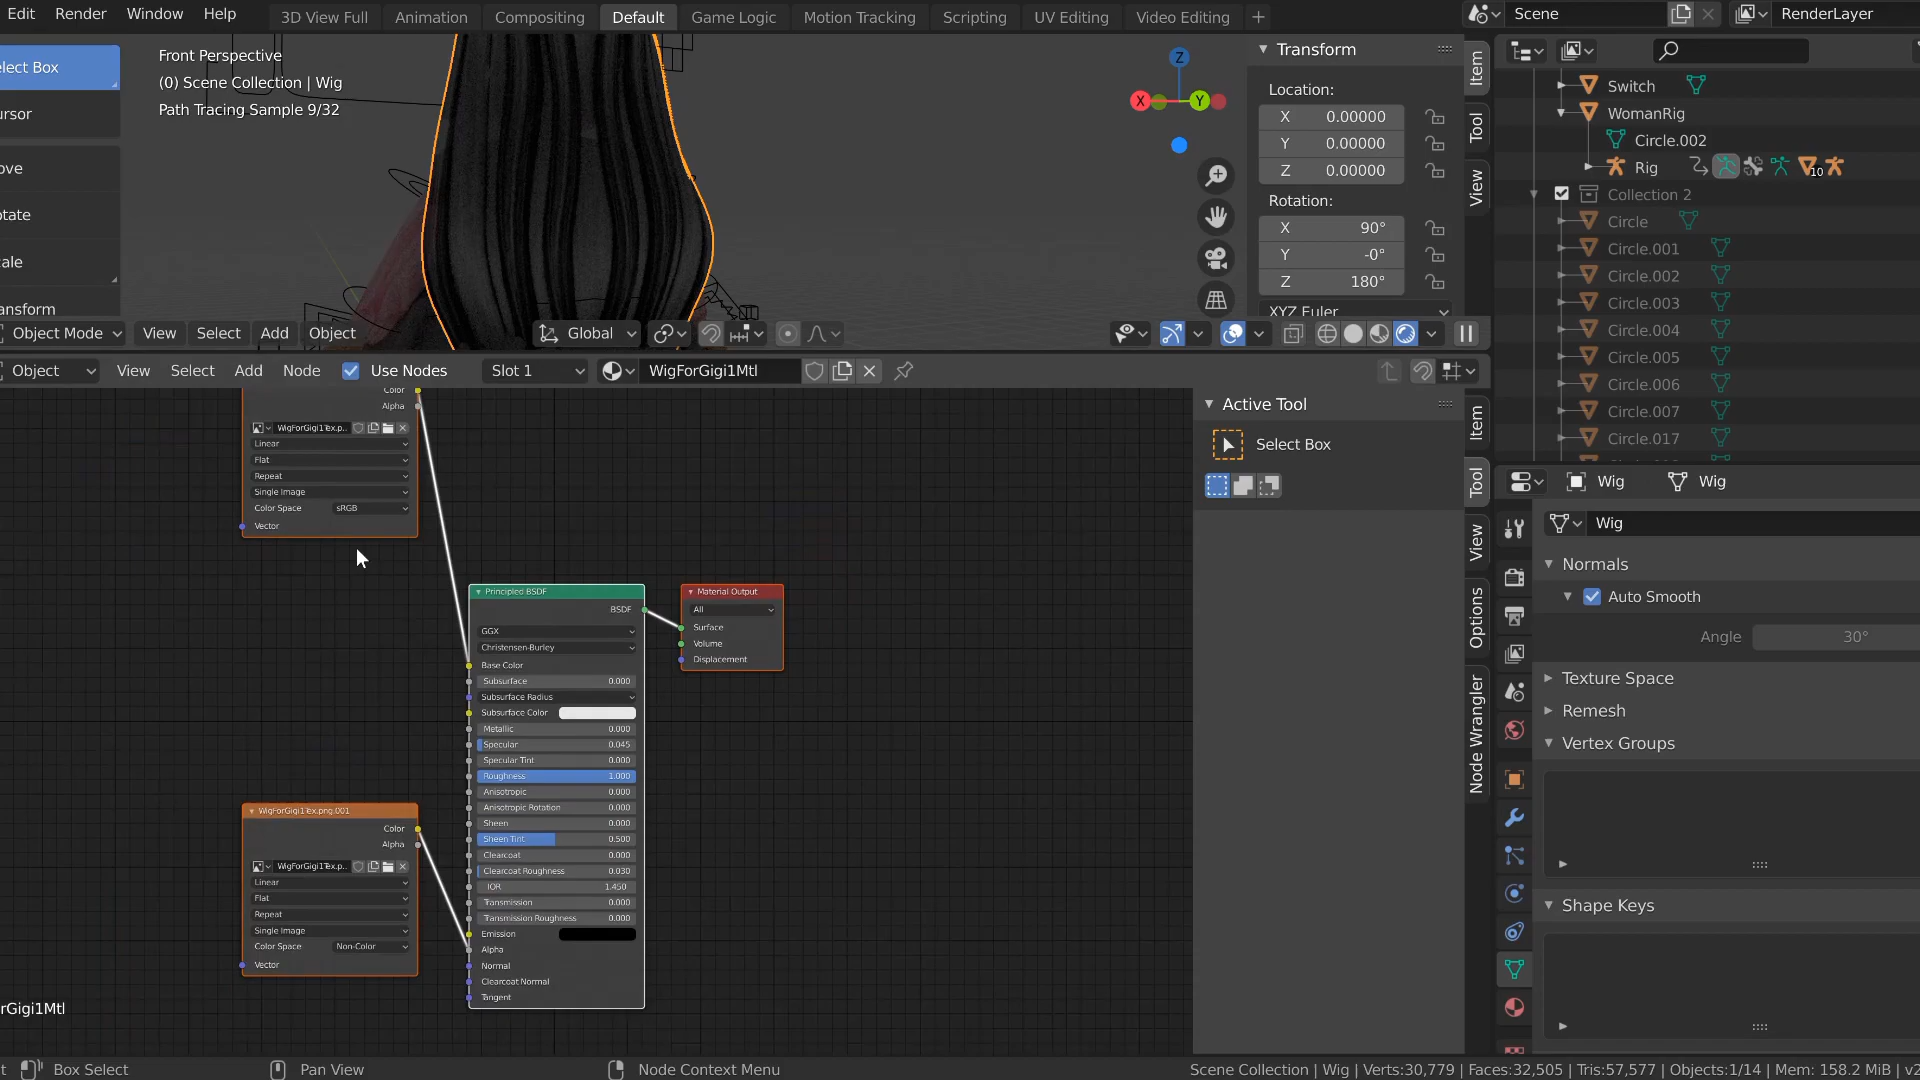 Edit Render Window Help 3D View Full Animation Compositing Default Game Logic Motion Tracking Scripting UV Editing Video Editing + Scene RenderLayer
elect Box
ursor
ove
otate
cale
ansform
Front Perspective
(0) Scene Collection | Wig
Path Tracing Sample 9/32
Z
X
Y
Transform
Location:
X 0.00000
Y 0.00000
Z 0.00000
Rotation:
X 90°
Y -0°
Z 180°
XYZ Euler
Item
Tool
View
Switch
WomanRig
Circle.002
Rig 10
Collection 2
Circle
Circle.001
Circle.002
Circle.003
Circle.004
Circle.005
Circle.006
Circle.007
Circle.017
Object Mode View Select Add Object Global
Object View Select Add Node Use Nodes Slot 1 WigForGigi1Mtl
Color
Alpha
WigForGigi1Tex.p..
Linear
Flat
Repeat
Single Image
Color Space sRGB
Vector
WigForGigi1Tex.png.001
Color
Alpha
WigForGigi1Tex.p..
Linear
Flat
Repeat
Single Image
Color Space Non-Color
Vector
Principled BSDF
BSDF
GGX
Christensen-Burley
Base Color
Subsurface 0.000
Subsurface Radius
Subsurface Color
Metallic 0.000
Specular 0.045
Specular Tint 0.000
Roughness 1.000
Anisotropic 0.000
Anisotropic Rotation 0.000
Sheen 0.000
Sheen Tint 0.500
Clearcoat 0.000
Clearcoat Roughness 0.030
IOR 1.450
Transmission 0.000
Transmission Roughness 0.000
Emission
Alpha
Normal
Clearcoat Normal
Tangent
Material Output
All
Surface
Volume
Displacement
rGigi1Mtl
Active Tool
Select Box
Item
Tool
View
Options
Node Wrangler
Wig Wig
Wig
Normals
Auto Smooth
Angle 30°
Texture Space
Remesh
Vertex Groups
Shape Keys
t Box Select Pan View Node Context Menu Scene Collection | Wig | Verts:30,779 | Faces:32,505 | Tris:57,577 | Objects:1/14 | Mem: 158.2 MiB | v2